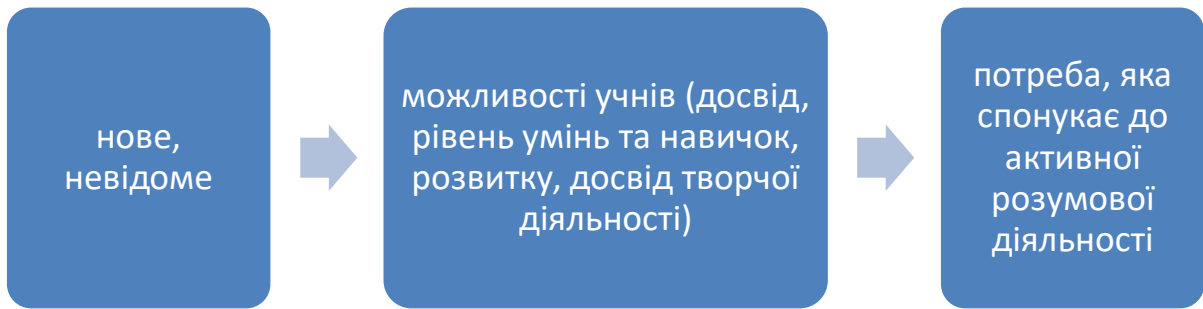 нове,
невідоме
можливості учнів (досвід,
рівень умінь та навичок,
розвитку, досвід творчої
діяльності)
потреба, яка
спонукає до
активної
розумової
діяльності